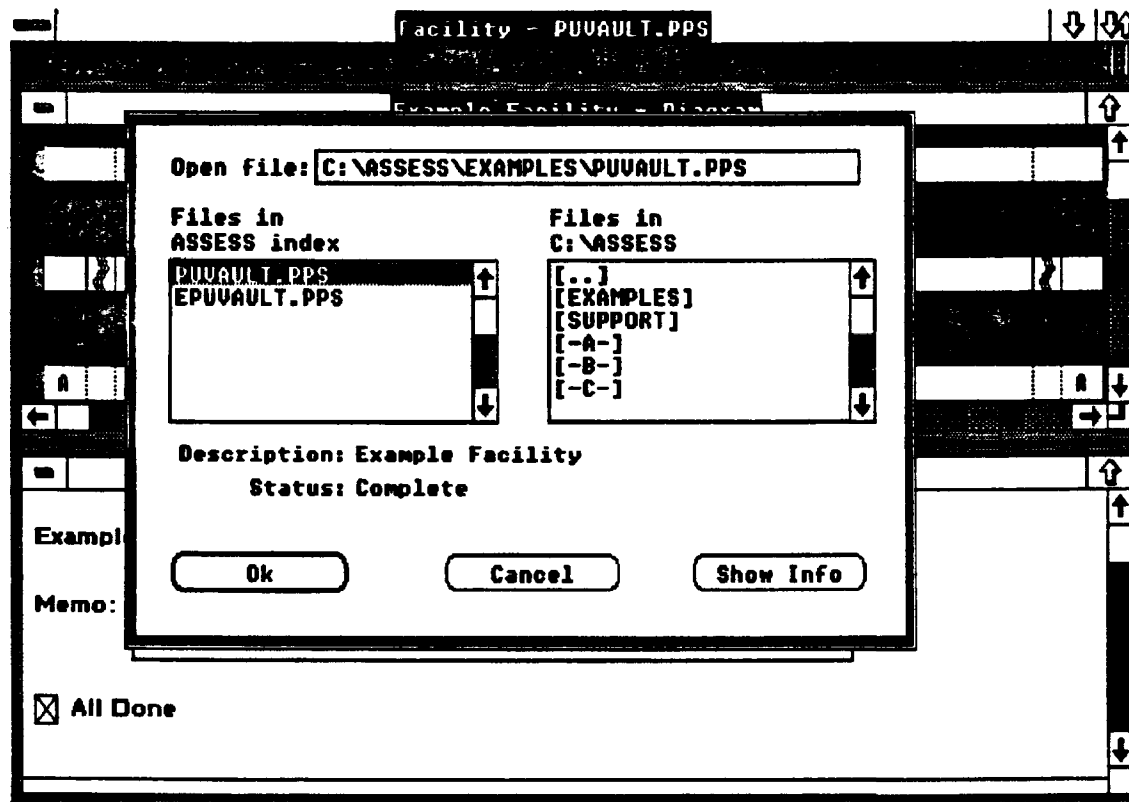 Facility - PUVAULT.PPS
Example Facility - Diagram
Open file: C:\ASSESS\EXAMPLES\PUVAULT.PPS
Files in
ASSESS index
PUVAULT.PPS
EPUVAULT.PPS
Files in
C:\ASSESS
[..]
[EXAMPLES]
[SUPPORT]
[-A-]
[-B-]
[-C-]
A
A
Description: Example Facility
Status: Complete
Ok Cancel Show Info
Exampl
Memo:
All Done